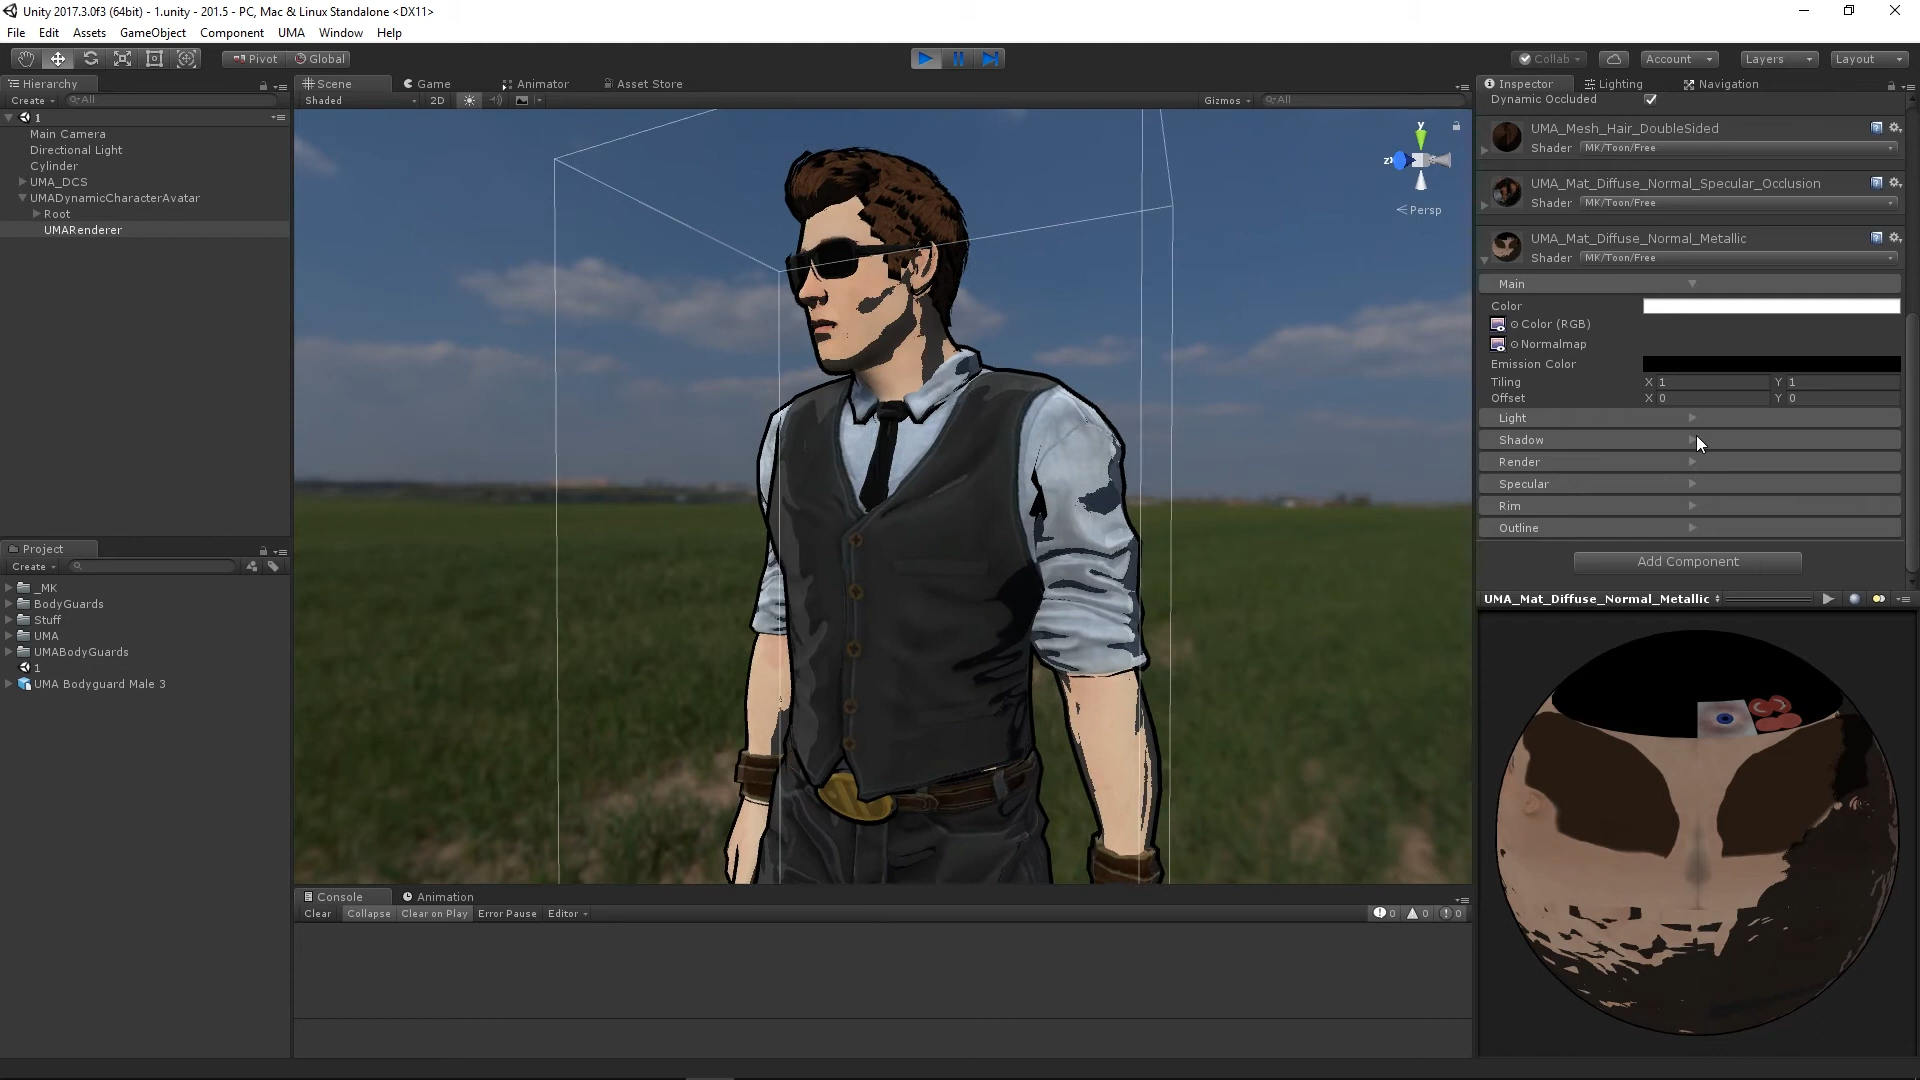 Unity 2017.3.0f3 (64bit) - 1.unity - 201.5 - PC, Mac & Linux Standalone <DX11>
File Edit Assets GameObject Component UMA Window Help
Pivot Global Collab Account Layers Layout
Hierarchy
Create All
1
Main Camera
Directional Light
Cylinder
UMA_DCS
UMADynamicCharacterAvatar
Root
UMARenderer
Project
Create
_MK
BodyGuards
Stuff
UMA
UMABodyGuards
1
UMA Bodyguard Male 3
Scene Game Animator Asset Store
Shaded 2D Gizmos All
y
z
Persp
Console Animation
Clear Collapse Clear on Play Error Pause Editor 0 0 0
Inspector Lighting Navigation
Dynamic Occluded
UMA_Mesh_Hair_DoubleSided
Shader MK/Toon/Free
UMA_Mat_Diffuse_Normal_Specular_Occlusion
Shader MK/Toon/Free
UMA_Mat_Diffuse_Normal_Metallic
Shader MK/Toon/Free
Main
Color
Color (RGB)
Normalmap
Emission Color
Tiling X 1 Y 1
Offset X 0 Y 0
Light
Shadow
Render
Specular
Rim
Outline
Add Component
UMA_Mat_Diffuse_Normal_Metallic